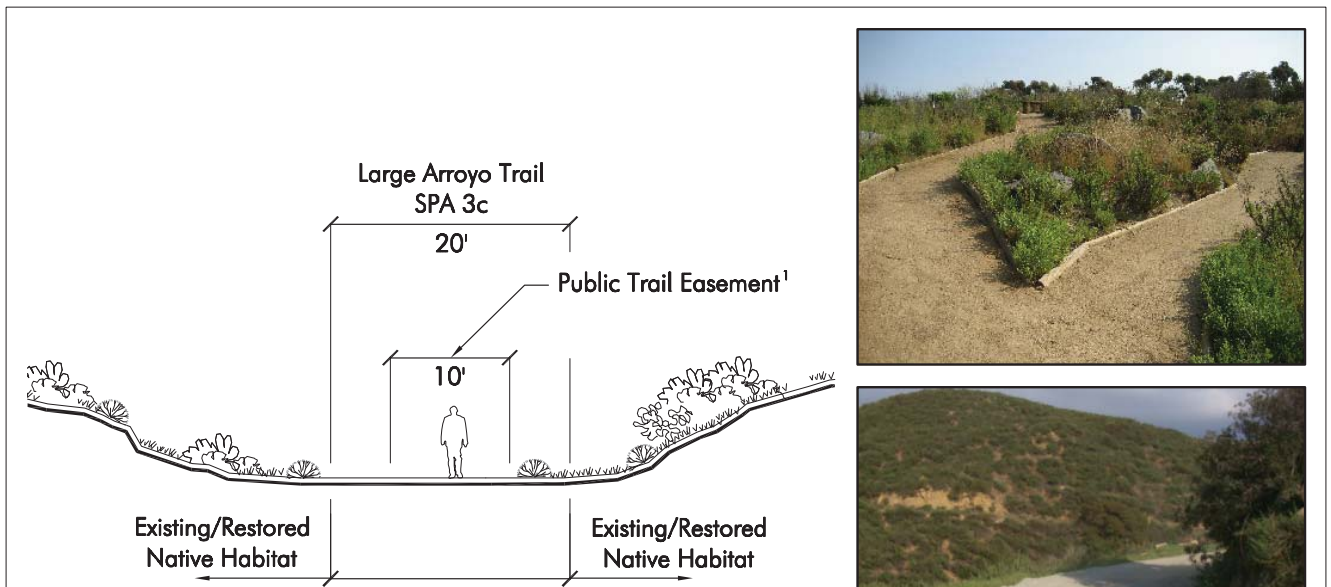 Large Arroyo Trail
SPA 3c
20'
Public Trail Easement¹
10'
Existing/Restored
Native Habitat
Existing/Restored
Native Habitat